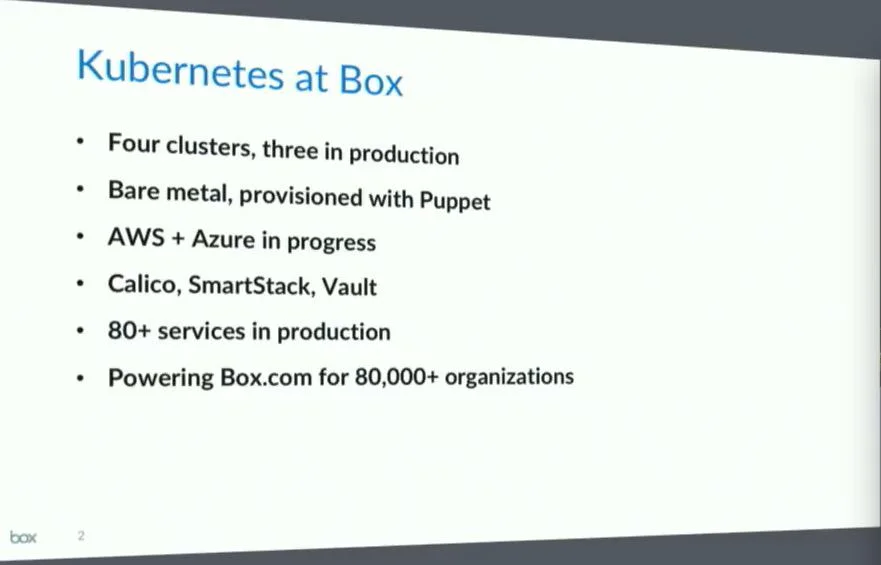 Kubernetes at Box
• Four clusters, three in production
• Bare metal, provisioned with Puppet
• AWS + Azure in progress
• Calico, SmartStack, Vault
• 80+ services in production
• Powering Box.com for 80,000+ organizations
box 2